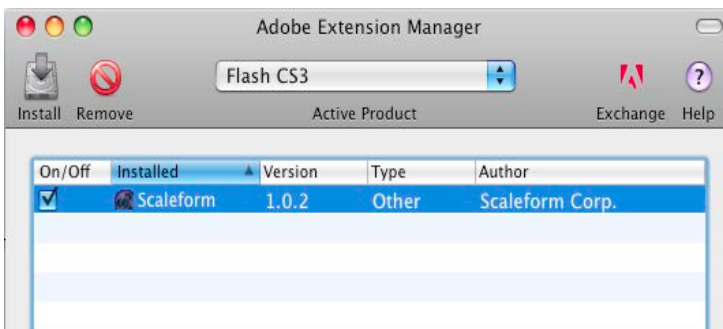 Adobe Extension Manager
Flash CS3
Install Remove Active Product Exchange Help
?
On/Off Installed Version Type Author
Scaleform 1.0.2 Other Scaleform Corp.